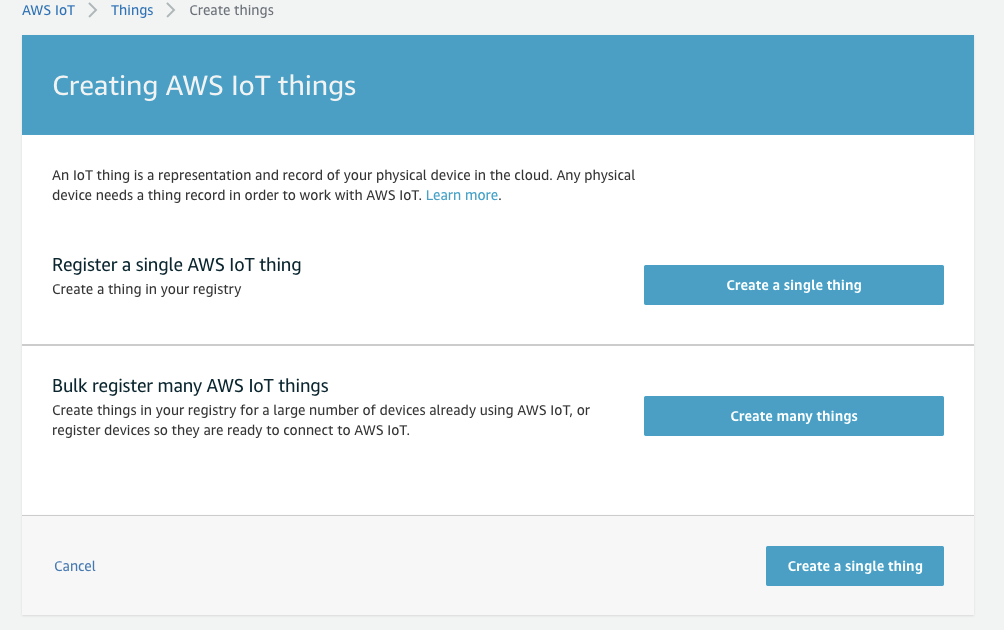 AWS IoT > Things > Create things
Creating AWS IoT things
An IoT thing is a representation and record of your physical device in the cloud. Any physical
device needs a thing record in order to work with AWS IoT. Learn more.
Register a single AWS IoT thing
Create a thing in your registry
Create a single thing
Bulk register many AWS IoT things
Create things in your registry for a large number of devices already using AWS IoT, or
register devices so they are ready to connect to AWS IoT.
Create many things
Cancel
Create a single thing